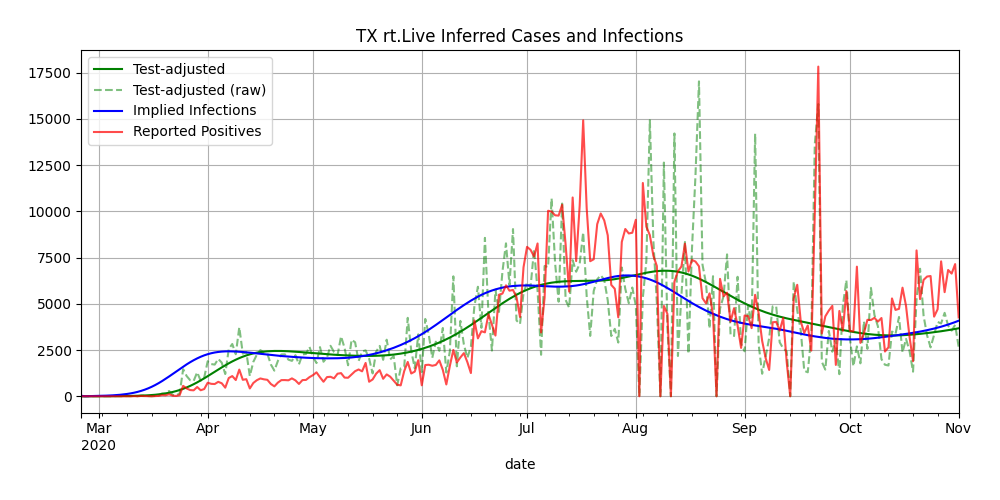 TX rt.Live Inferred Cases and Infections
Test-adjusted
Test-adjusted (raw)
Implied Infections
Reported Positives
17500
15000
12500
10000
7500
5000
2500
0
Mar Apr May Jun Jul Aug Sep Oct Nov
2020
date